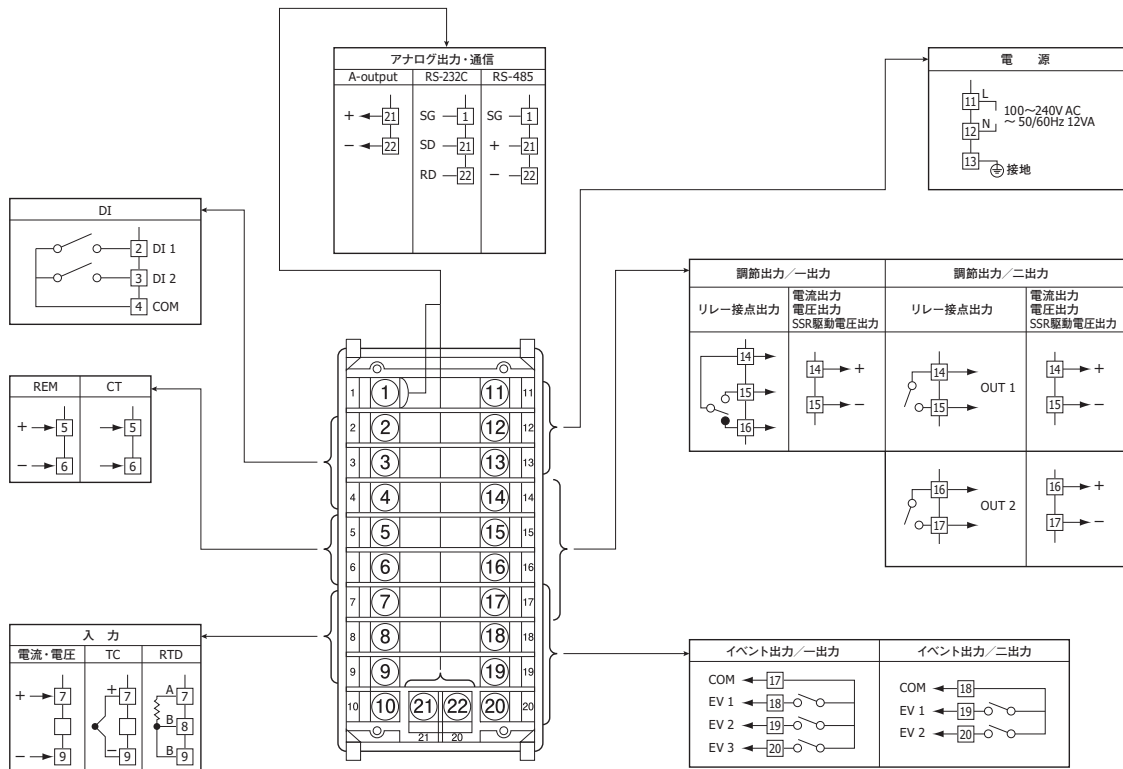 アナログ出力・通信
A-output RS-232C RS-485
+ 21 SG 1 SG 1
− 22 SD 21 + 21
RD 22 − 22
電 源
11 L
100〜240V AC
〜 50/60Hz 12VA
12 N
13 接地
DI
2 DI 1
3 DI 2
4 COM
REM CT
+ 5 5
− 6 6
入 力
電流・電圧 TC RTD
+ 7 + 7 A 7
B 8
− 9 − 9 B 9
1 ① ⑪ 11
2 ② ⑫ 12
3 ③ ⑬ 13
4 ④ ⑭ 14
5 ⑤ ⑮ 15
6 ⑥ ⑯ 16
7 ⑦ ⑰ 17
8 ⑧ ⑱ 18
9 ⑨ ⑲ 19
10 ⑩ ㉑ ㉒ ⑳ 20
21 20
調節出力/一出力 調節出力/二出力
リレー接点出力
電流出力
電圧出力
SSR駆動電圧出力
リレー接点出力
電流出力
電圧出力
SSR駆動電圧出力
14 14 + 14 14 +
OUT 1
15 15 − 15 15 −
16
16 16 +
OUT 2
17 17 −
イベント出力/一出力 イベント出力/二出力
COM 17
EV 1 18
EV 2 19
EV 3 20
COM 18
EV 1 19
EV 2 20